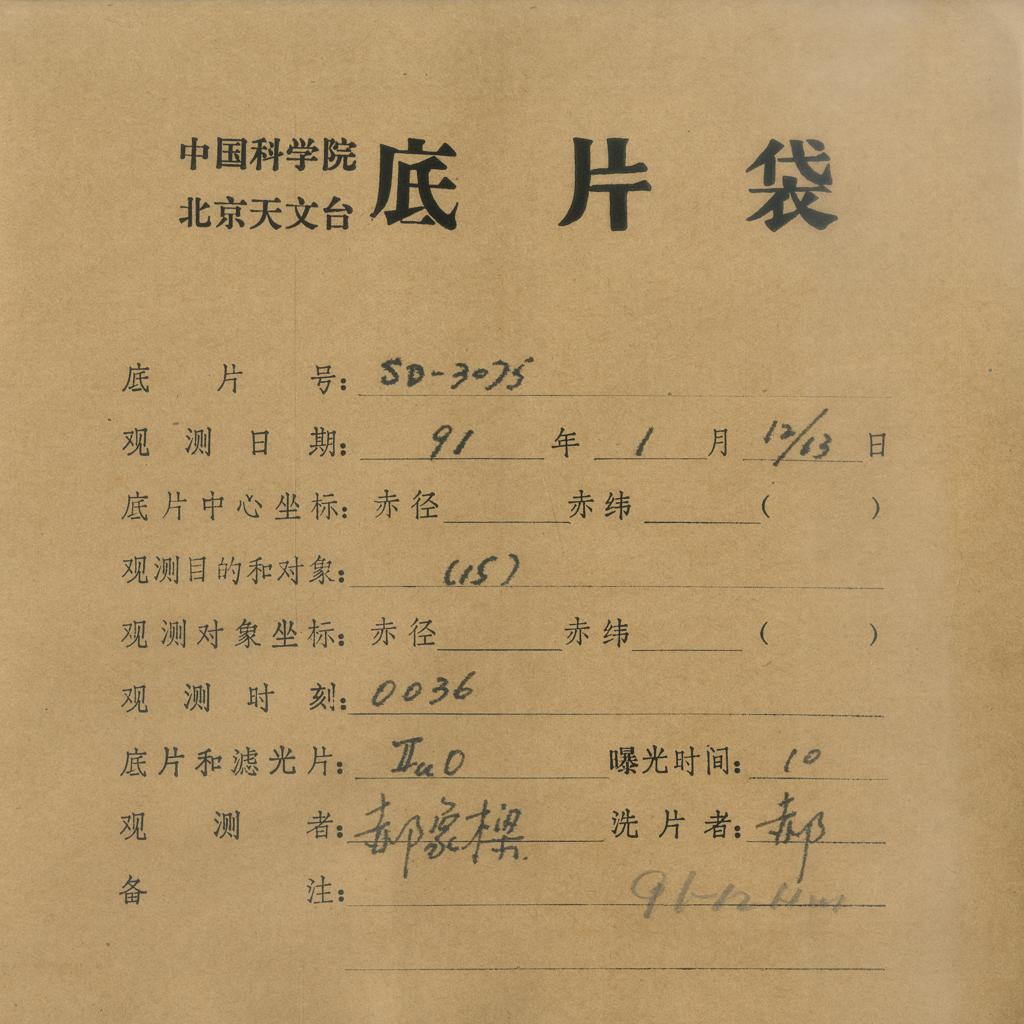 中国科学院
北京天文台
底片袋
底片号: SD-3075
观测日期: 91 年 1 月 12/13 日
底片中心坐标: 赤径 赤纬 ( )
观测目的和对象: (15)
观测对象坐标: 赤径 赤纬 ( )
观测时刻: 0036
底片和滤光片: IIaO 曝光时间: 10
观测者: 郝象樑 洗片者: 郝
备注: